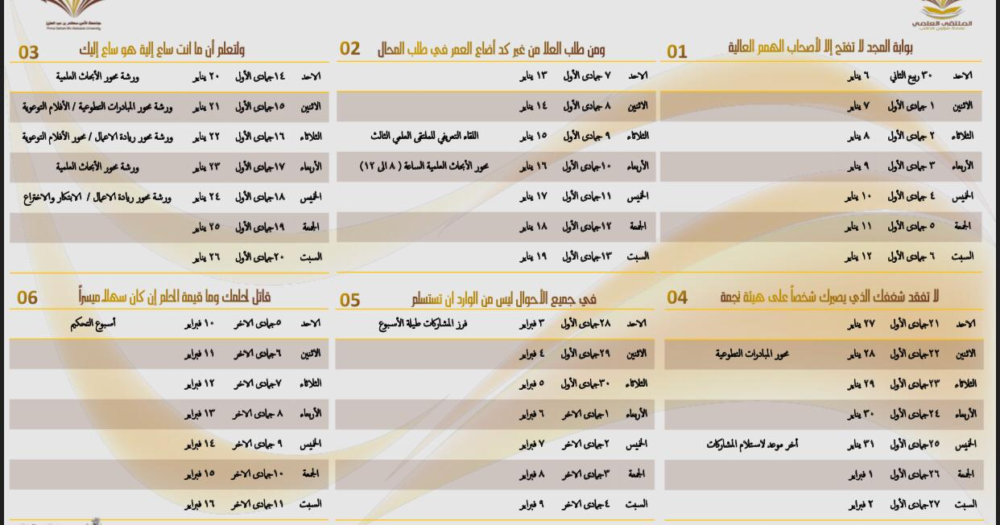 جامعة الأمير سطام بن عبد العزيز
Prince Sattam Bin Abdulaziz University
الملتقى العلمي
01 بوابة المجد لا تفتح إلا لأصحاب الهمم العالية
الاحد ٣٠ ربيع الثاني ٦ يناير
الاثنين ١ جمادى الأول ٧ يناير
الثلاثاء ٢ جمادى الأول ٨ يناير
الأربعاء ٣ جمادى الأول ٩ يناير
الخميس ٤ جمادى الأول ١٠ يناير
الجمعة ٥ جمادى الأول ١١ يناير
السبت ٦ جمادى الأول ١٢ يناير
02 ومن طلب العلا من غير كد أضاع العمر في طلب المحال
الاحد ٧ جمادى الأول ١٣ يناير
الاثنين ٨ جمادى الأول ١٤ يناير
الثلاثاء ٩ جمادى الأول ١٥ يناير اللقاء التعريفي للملتقى العلمي الثالث
الأربعاء ١٠جمادى الأول ١٦ يناير محور الأبحاث العلمية الساعة ( ٨ الى ١٢)
الخميس ١١جمادى الأول ١٧ يناير
الجمعة ١٢جمادى الأول ١٨ يناير
السبت ١٣جمادى الأول ١٩ يناير
03 ولتعلم أن ما انت ساع إلية هو ساع إليك
الاحد ١٤جمادى الأول ٢٠ يناير ورشة محور الأبحاث العلمية
الاثنين ١٥جمادى الأول ٢١ يناير ورشة محور المبادرات التطوعية / الأفلام التوعوية
الثلاثاء ١٦جمادى الأول ٢٢ يناير ورشة محور ريادة الاعمال / محور الأفلام التوعوية
الأربعاء ١٧جمادى الأول ٢٣ يناير ورشة محور الأبحاث العلمية
الخميس ١٨جمادى الأول ٢٤ يناير ورشة محور ريادة الاعمال / الابتكار والاختراع
الجمعة ١٩جمادى الأول ٢٥ يناير
السبت ٢٠جمادى الأول ٢٦ يناير
04 لا تفقد شغفك الذي يصيرك شخصاً على هيئة نجمة
الاحد ٢١جمادى الأول ٢٧ يناير
الاثنين ٢٢جمادى الأول ٢٨ يناير محور المبادرات التطوعية
الثلاثاء ٢٣جمادى الأول ٢٩ يناير
الأربعاء ٢٤جمادى الأول ٣٠ يناير
الخميس ٢٥جمادى الأول ٣١ يناير أخر موعد لاستلام المشاركات
الجمعة ٢٦جمادى الأول ١ فبراير
السبت ٢٧جمادى الأول ٢ فبراير
05 في جميع الأحوال ليس من الوارد ان تستسلم
الاحد ٢٨جمادى الأول ٣ فبراير فرز المشاركات طيلة الأسبوع
الاثنين ٢٩جمادى الأول ٤ فبراير
الثلاثاء ٣٠جمادى الأول ٥ فبراير
الأربعاء ١جمادى الاخر ٦ فبراير
الخميس ٢جمادى الاخر ٧ فبراير
الجمعة ٣جمادى الاخر ٨ فبراير
السبت ٤جمادى الاخر ٩ فبراير
06 قاتل لحلمك وما قيمة الحلم إن كان سهلاً ميسراً
الاحد ٥جمادى الاخر ١٠ فبراير أسبوع التحكيم
الاثنين ٦جمادى الاخر ١١ فبراير
الثلاثاء ٧جمادى الاخر ١٢ فبراير
الأربعاء ٨ جمادى الاخر ١٣ فبراير
الخميس ٩ جمادى الاخر ١٤ فبراير
الجمعة ١٠جمادى الاخر ١٥ فبراير
السبت ١١جمادى الاخر ١٦ فبراير